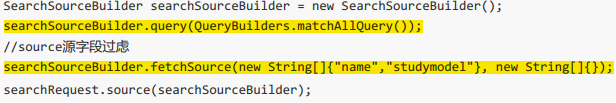 SearchSourceBuilder searchSourceBuilder = new SearchSourceBuilder();
searchSourceBuilder.query(QueryBuilders.matchAllQuery());
//source源字段过虑
searchSourceBuilder.fetchSource(new String[]{"name","studymodel"}, new String[]{});
searchRequest.source(searchSourceBuilder);